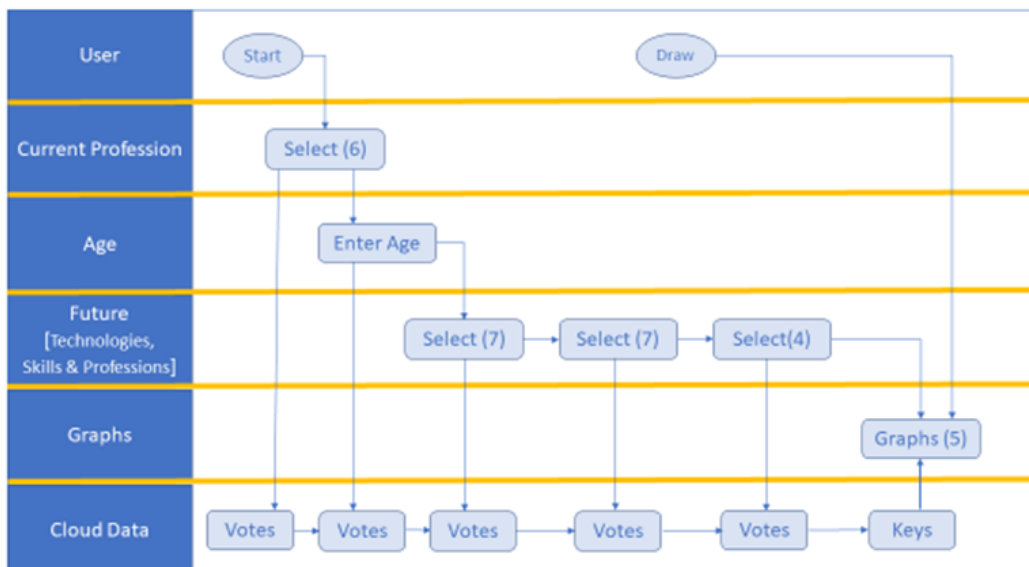 User
Start
Draw
Current Profession
Select (6)
Age
Enter Age
Future
[Technologies,
Skills & Professions]
Select (7)
Select (7)
Select(4)
Graphs
Graphs (5)
Cloud Data
Votes
Votes
Votes
Votes
Votes
Keys